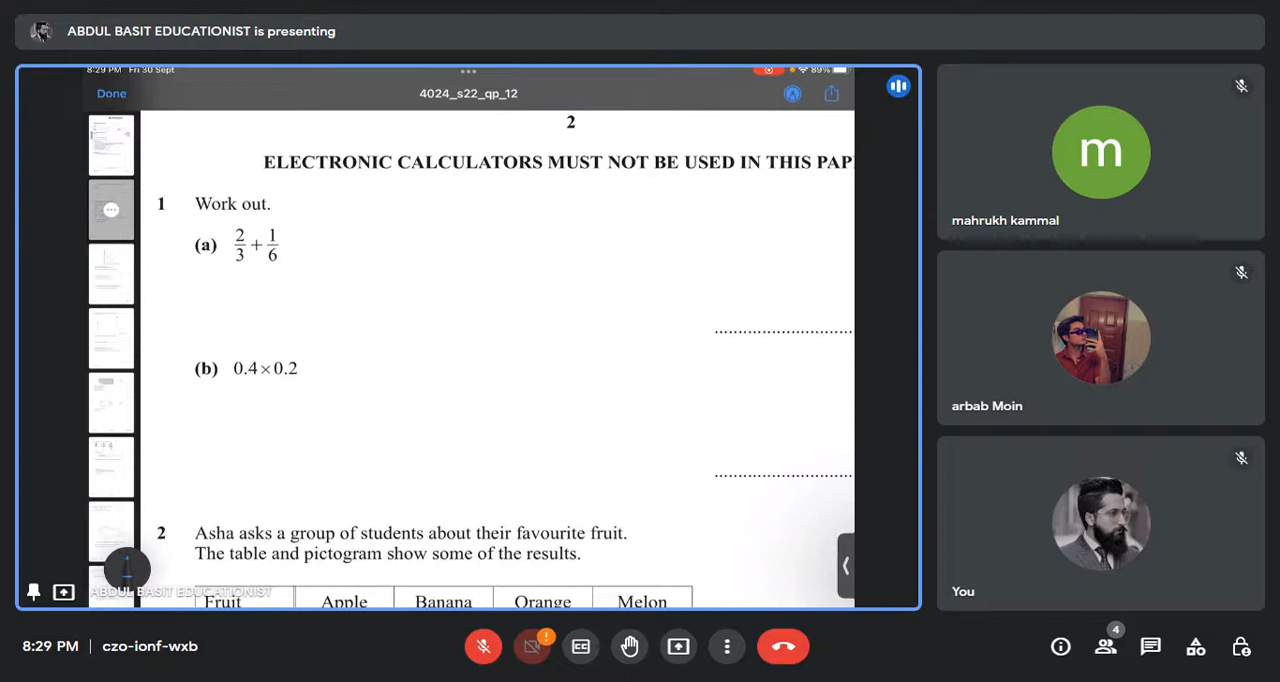 ABDUL BASIT EDUCATIONIST is presenting
8:29 PM Fri 30 Sept
89%
Done
4024_s22_qp_12
2
ELECTRONIC CALCULATORS MUST NOT BE USED IN THIS PAP
1 Work out.
(a) 2/3 + 1/6
(b) 0.4 × 0.2
2 Asha asks a group of students about their favourite fruit.
The table and pictogram show some of the results.
Fruit Apple Banana Orange Melon
ABDUL BASIT EDUCATIONIST
m
mahrukh kammal
arbab Moin
You
8:29 PM | czo-ionf-wxb
CC
4